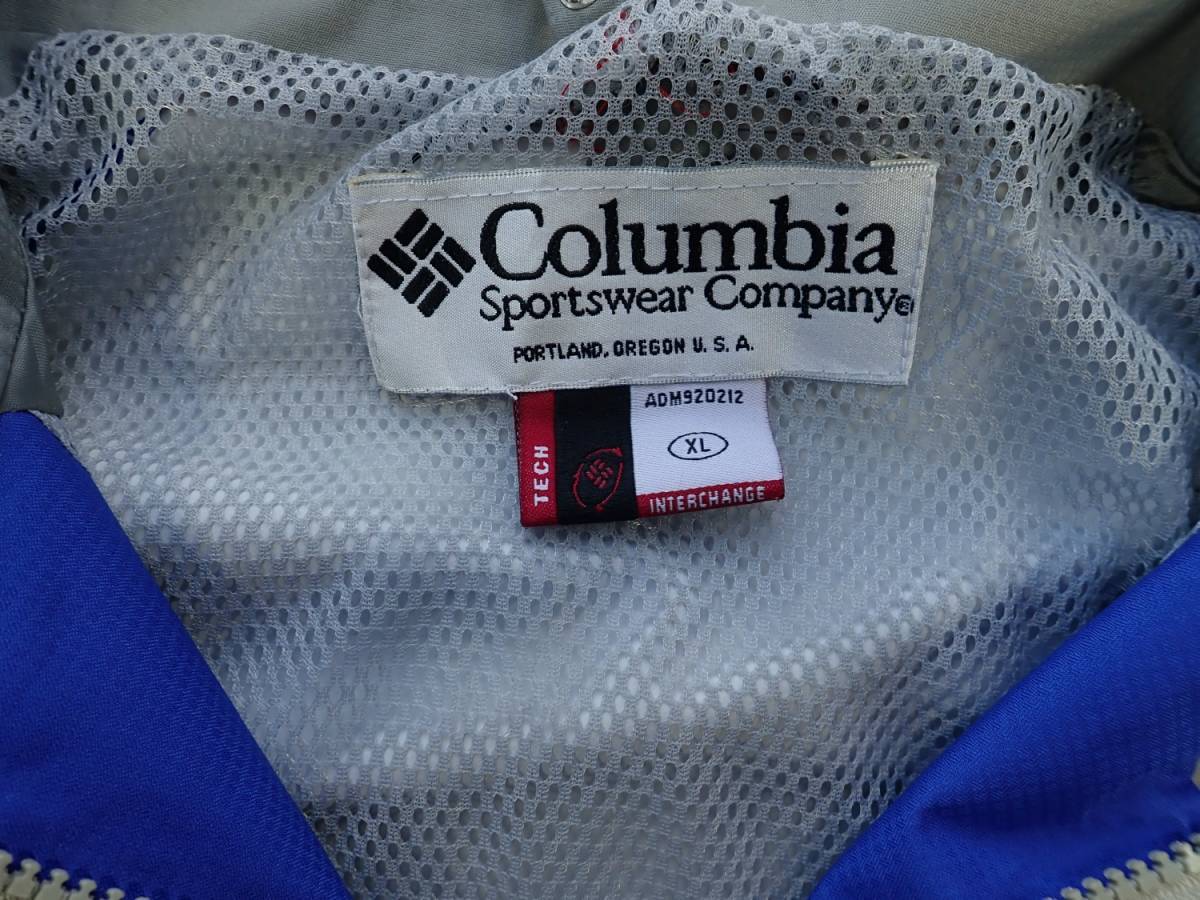 Columbia
Sportswear Company®
PORTLAND, OREGON U.S.A.
ADM920212
XL
TECH
INTERCHANGE